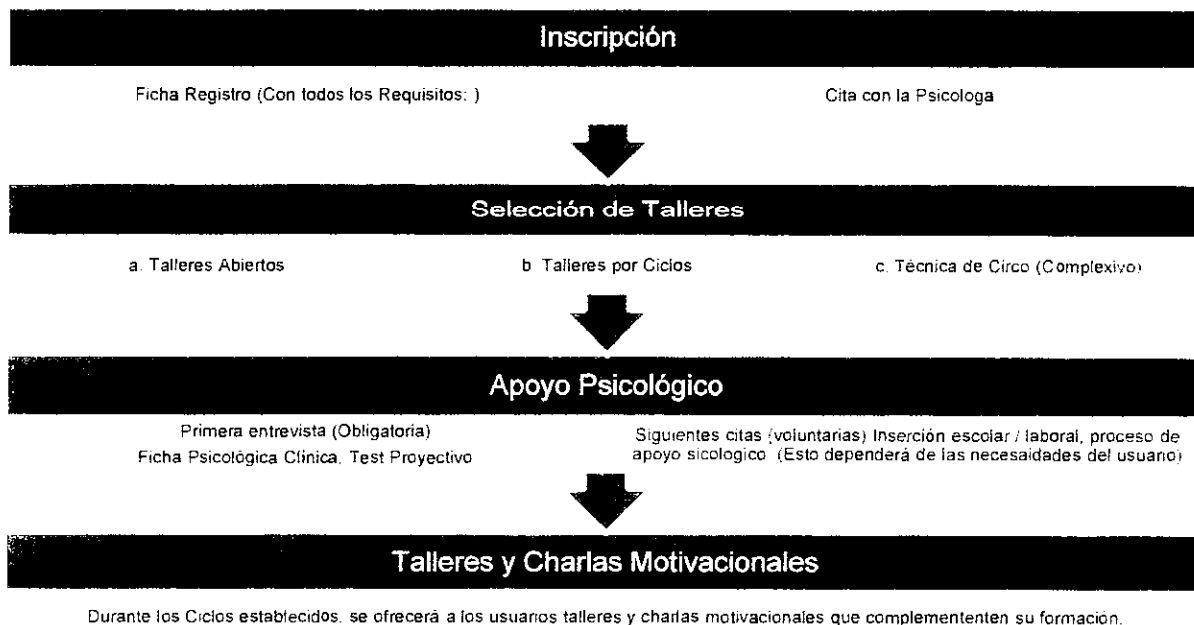 Inscripción
Ficha Registro (Con todos los Requisitos: )
Cita con la Psicologa
Selección de Talleres
a. Talleres Abiertos
b Talleres por Ciclos
c. Técnica de Circo (Complexivo)
Apoyo Psicológico
Primera entrevista (Obligatoria)
Ficha Psicológica Clínica, Test Proyectivo
Siguientes citas (voluntarias) Inserción escolar / laboral, proceso de
apoyo sicologico (Esto dependerá de las necesaidades del usuario)
Talleres y Charlas Motivacionales
Durante los Ciclos establecidos, se ofrecerá a los usuarios talleres y charlas motivacionales que complemententen su formación.